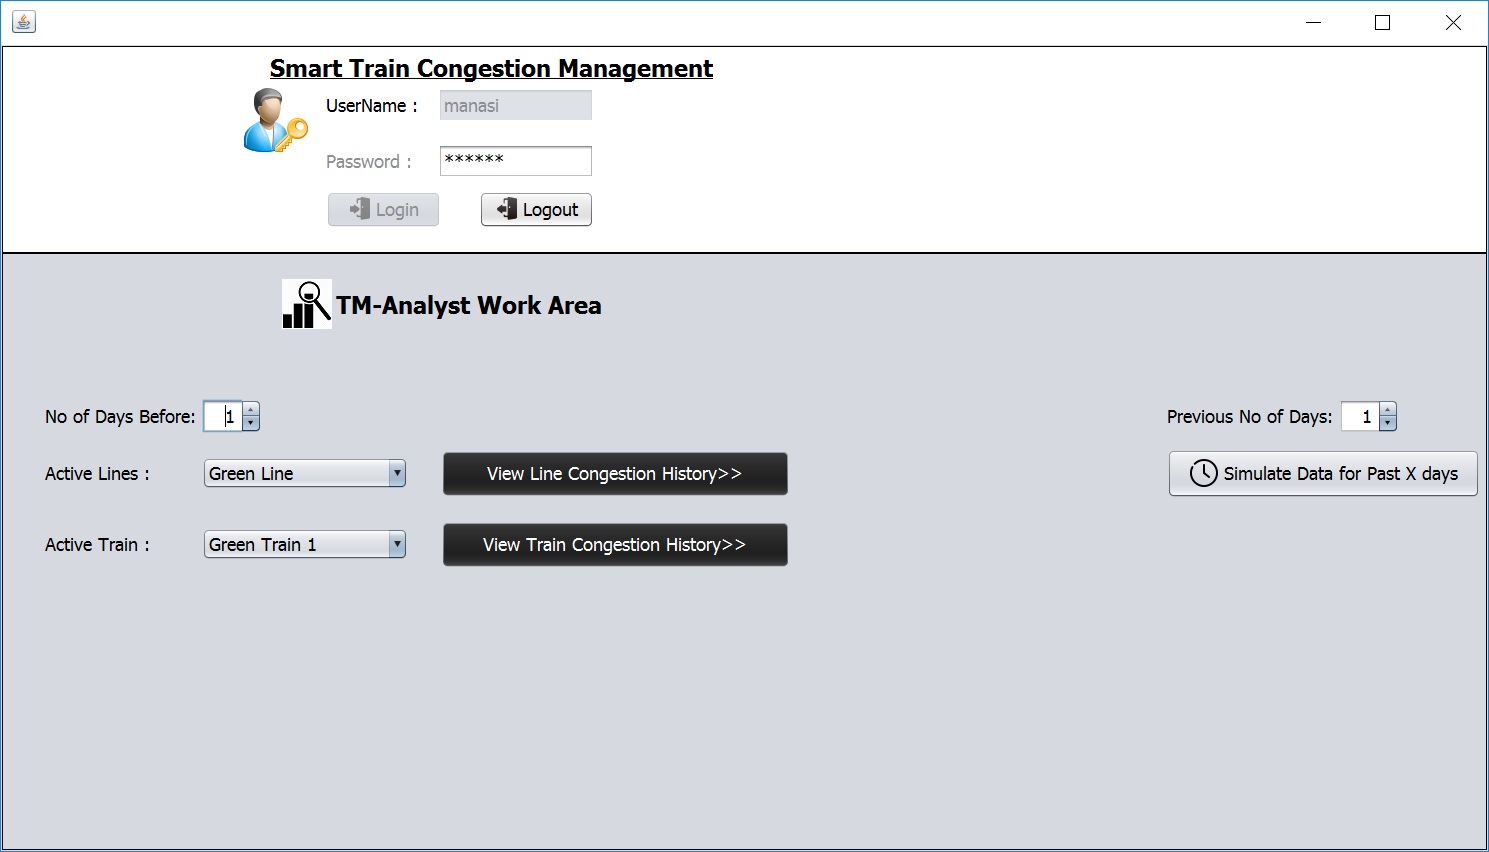 Smart Train Congestion Management
UserName : manasi
Password : ******
Login Logout
TM-Analyst Work Area
No of Days Before: 1 Previous No of Days: 1
Active Lines : Green Line View Line Congestion History>> Simulate Data for Past X days
Active Train : Green Train 1 View Train Congestion History>>